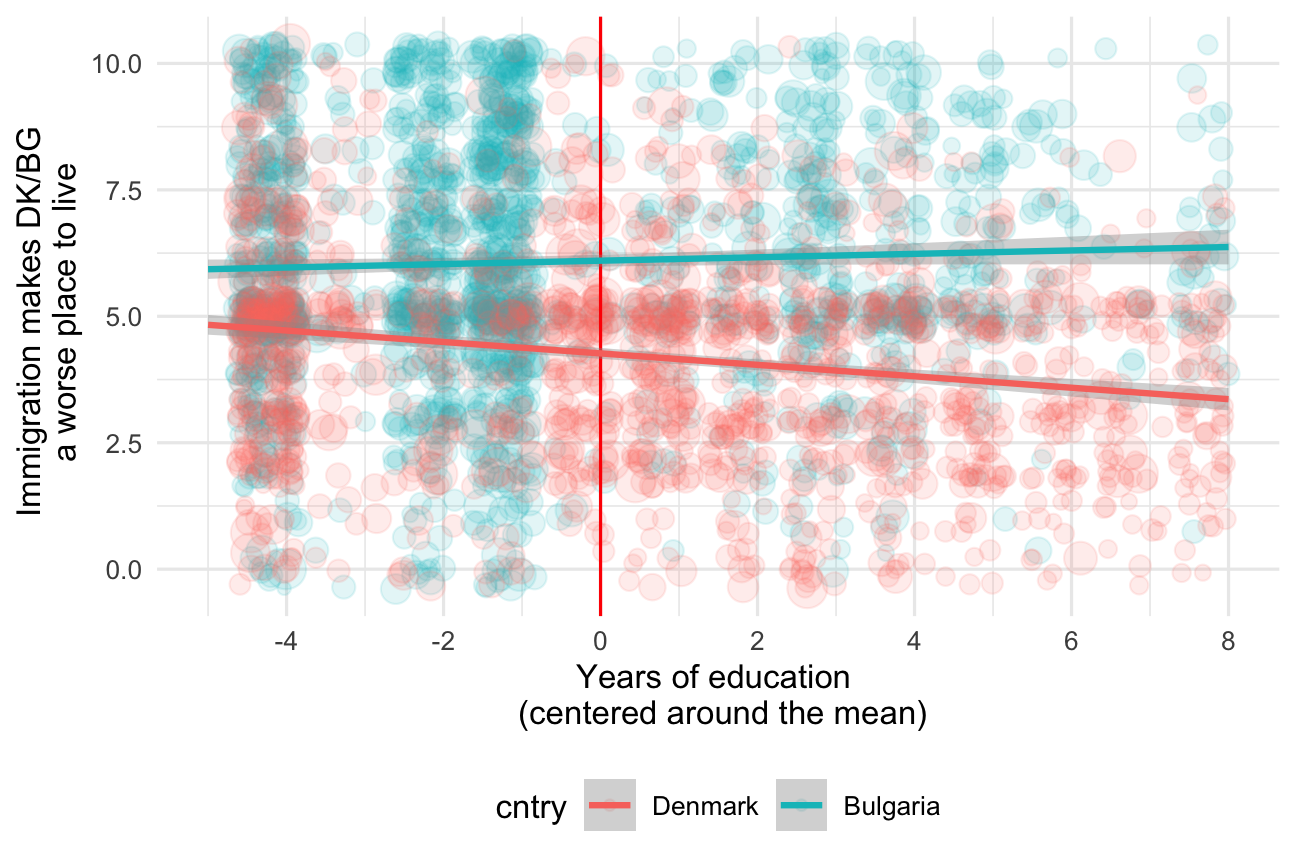 Immigration makes DK/BG
a worse place to live
10.0
7.5
5.0
2.5
0.0
-4 -2 0 2 4 6 8
Years of education
(centered around the mean)
cntry Denmark Bulgaria